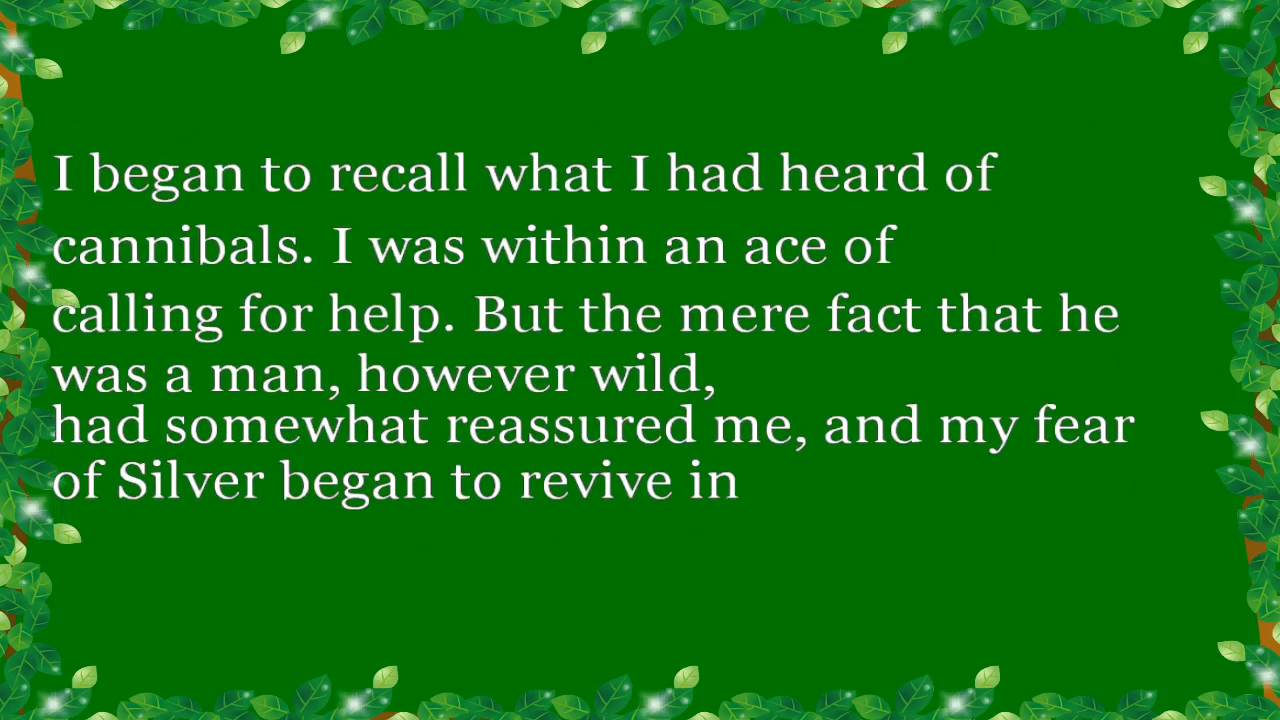 I began to recall what I had heard of
cannibals. I was within an ace of
calling for help. But the mere fact that he
was a man, however wild,
had somewhat reassured me, and my fear
of Silver began to revive in